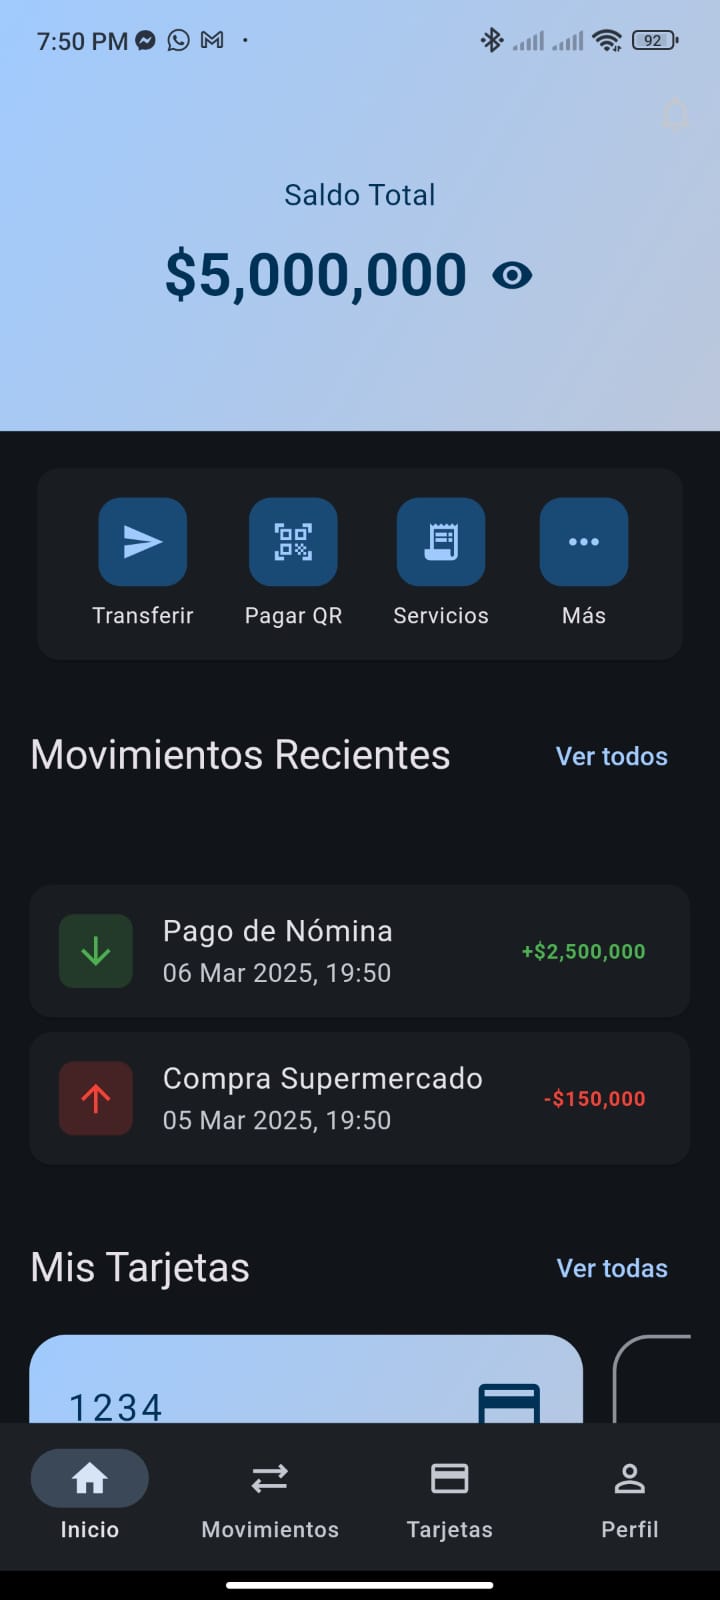 7:50 PM
92
Saldo Total
$5,000,000
Transferir
Pagar QR
Servicios
Más
Movimientos Recientes
Ver todos
Pago de Nómina
06 Mar 2025, 19:50
+$2,500,000
Compra Supermercado
05 Mar 2025, 19:50
-$150,000
Mis Tarjetas
Ver todas
1234
Inicio
Movimientos
Tarjetas
Perfil